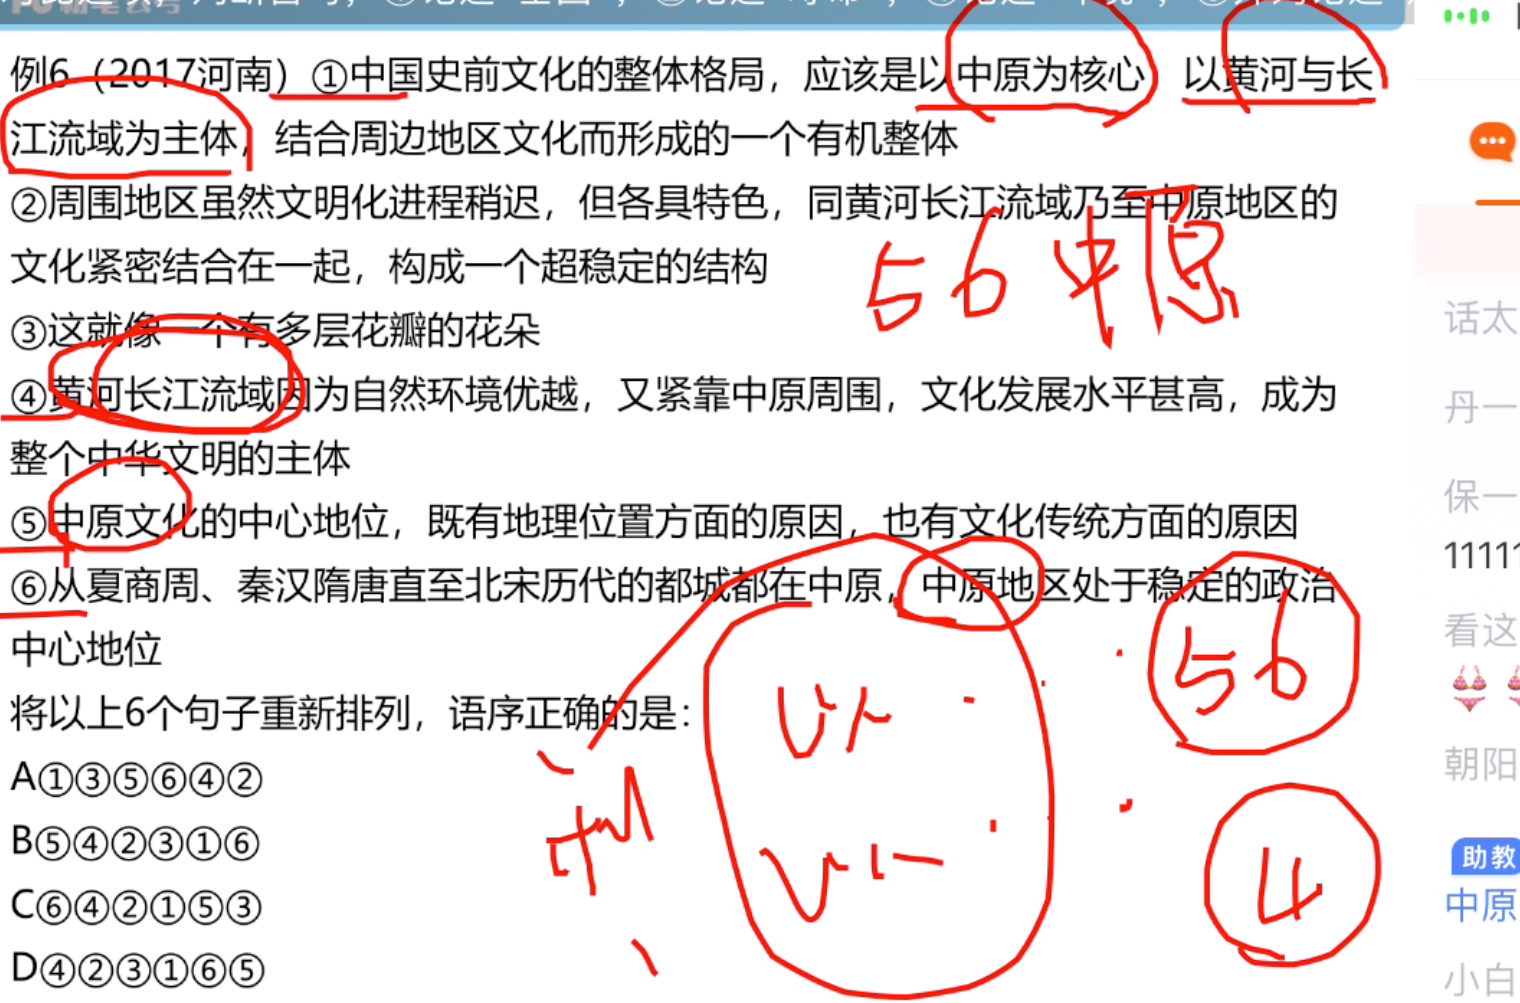 例6（2017河南）①中国史前文化的整体格局，应该是以中原为核心 以黄河与长
江流域为主体，结合周边地区文化而形成的一个有机整体
②周围地区虽然文明化进程稍迟，但各具特色，同黄河长江流域乃至中原地区的
文化紧密结合在一起，构成一个超稳定的结构
56 中原
③这就像一个有多层花瓣的花朵
④黄河长江流域因为自然环境优越，又紧靠中原周围，文化发展水平甚高，成为
整个中华文明的主体
⑤中原文化的中心地位，既有地理位置方面的原因，也有文化传统方面的原因
⑥从夏商周、秦汉隋唐直至北宋历代的都城都在中原，中原地区处于稳定的政治
中心地位
56
将以上6个句子重新排列，语序正确的是：
A①③⑤⑥④②
B⑤④②③①⑥
4
C⑥④②①⑤③
D④②③①⑥⑤
话太
丹一
保一
11111
看这
朝阳
助教
中原
小白